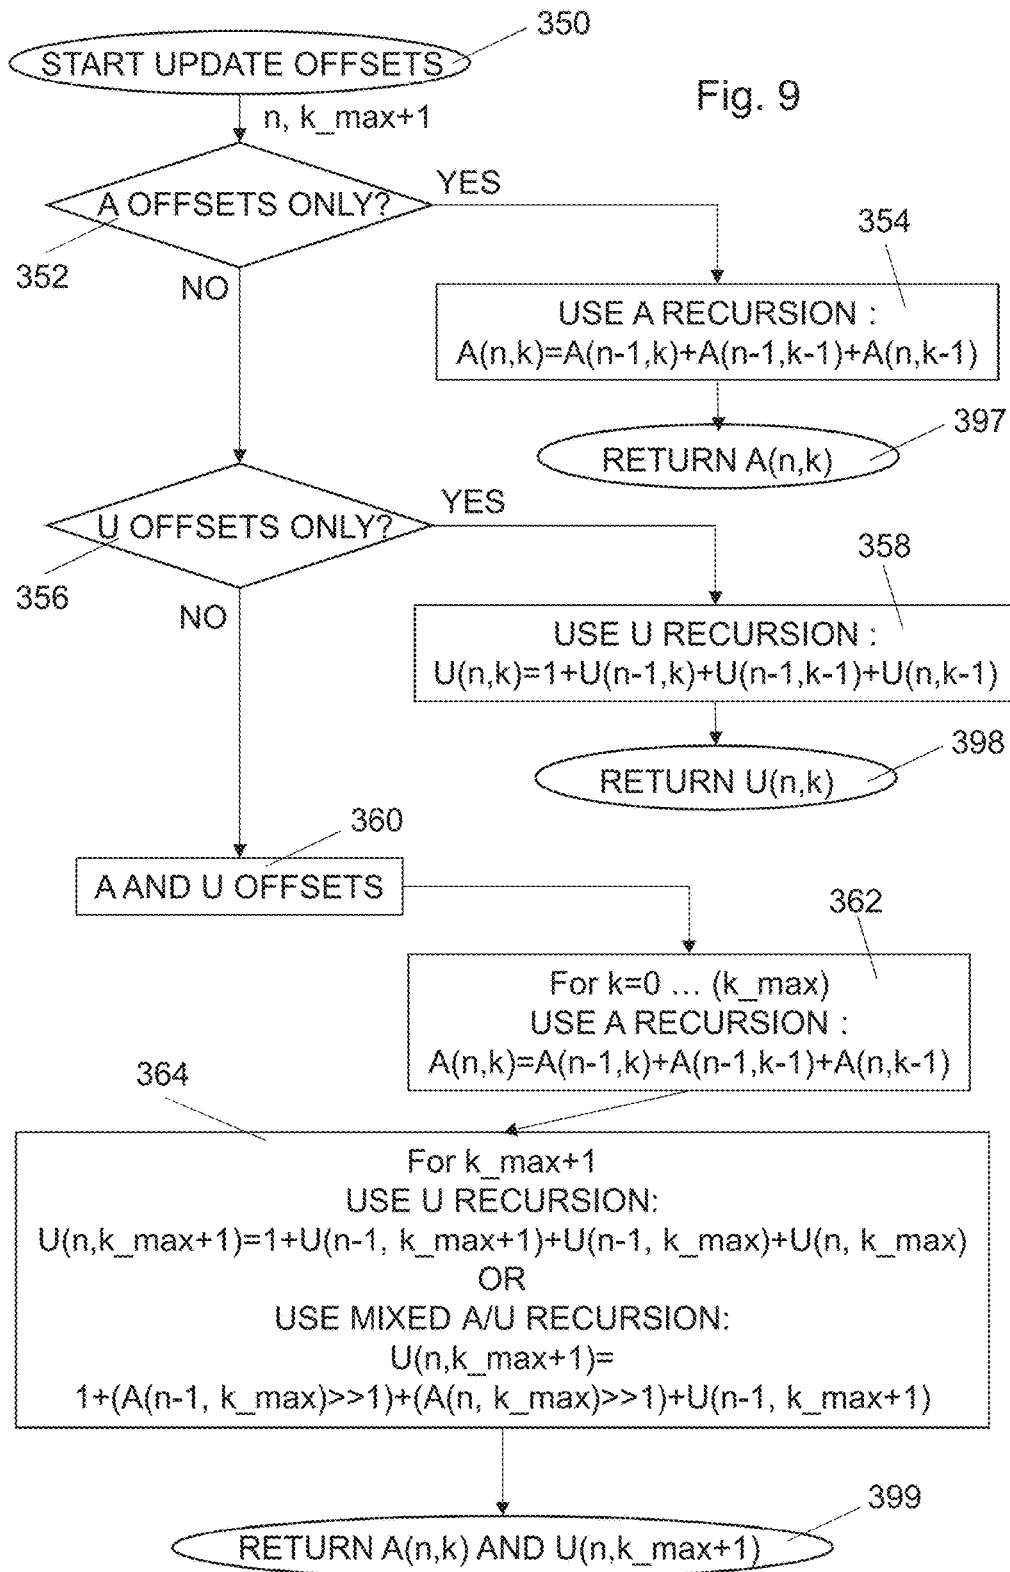 350
START UPDATE OFFSETS
Fig. 9
n, k_max+1
A OFFSETS ONLY?
YES
352
NO
354
USE A RECURSION :
A(n,k)=A(n-1,k)+A(n-1,k-1)+A(n,k-1)
397
RETURN A(n,k)
U OFFSETS ONLY?
YES
356
NO
358
USE U RECURSION :
U(n,k)=1+U(n-1,k)+U(n-1,k-1)+U(n,k-1)
398
RETURN U(n,k)
360
A AND U OFFSETS
362
For k=0 ... (k_max)
USE A RECURSION :
A(n,k)=A(n-1,k)+A(n-1,k-1)+A(n,k-1)
364
For k_max+1
USE U RECURSION:
U(n,k_max+1)=1+U(n-1, k_max+1)+U(n-1, k_max)+U(n, k_max)
OR
USE MIXED A/U RECURSION:
U(n,k_max+1)=
1+(A(n-1, k_max)>>1)+(A(n, k_max)>>1)+U(n-1, k_max+1)
399
RETURN A(n,k) AND U(n,k_max+1)